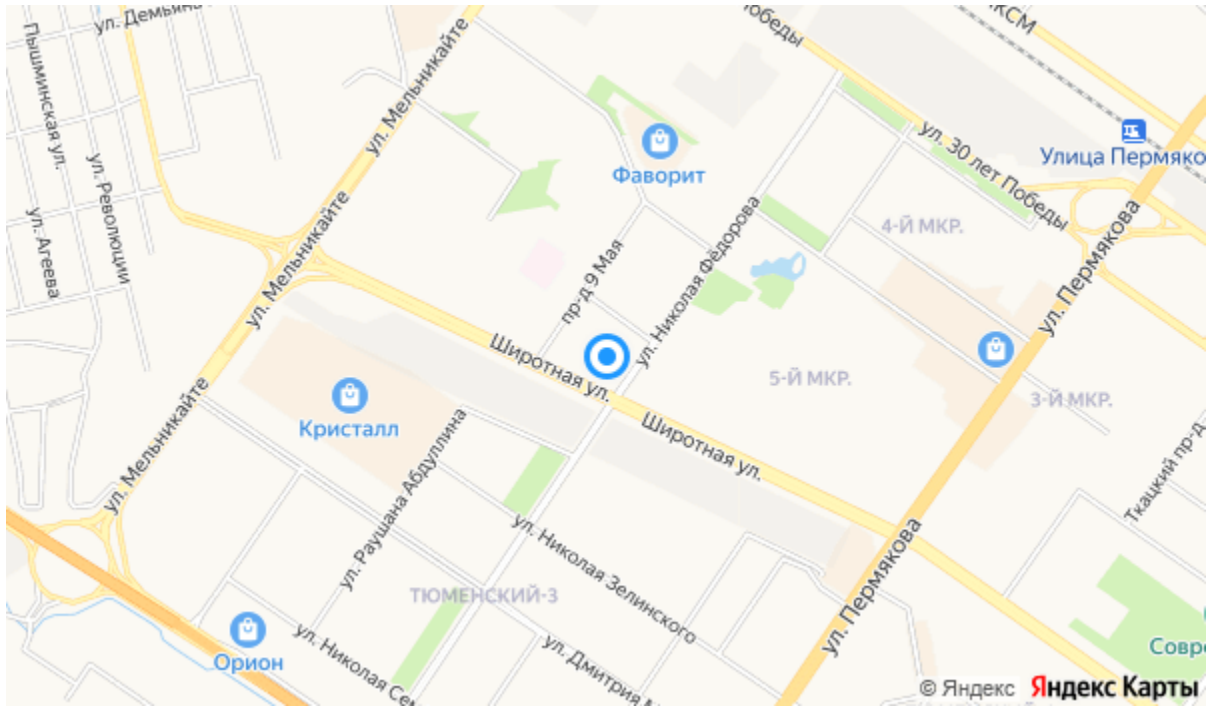 ул. Демьяна
Победы
КСМ
Пышминская ул.
ул. Мельникайте
ул. Революции
ул. Агеева
Фаворит
ул. 30 лет Победы
Улица Пермяко
4-Й МКР.
ул. Мельникайте
пр-д 9 Мая
ул. Николая Фёдорова
ул. Пермякова
Широтная ул.
5-Й МКР.
3-Й МКР.
Кристалл
ул. Мельникайте
Широтная ул.
Ткацкий пр-д
ул. Раушана Абдуллина
ул. Николая Зелинского
ул. Пермякова
ТЮМЕНСКИЙ-3
Орион
ул. Николая Сем
ул. Дмитрия М
Совр
© Яндекс Яндекс Карты